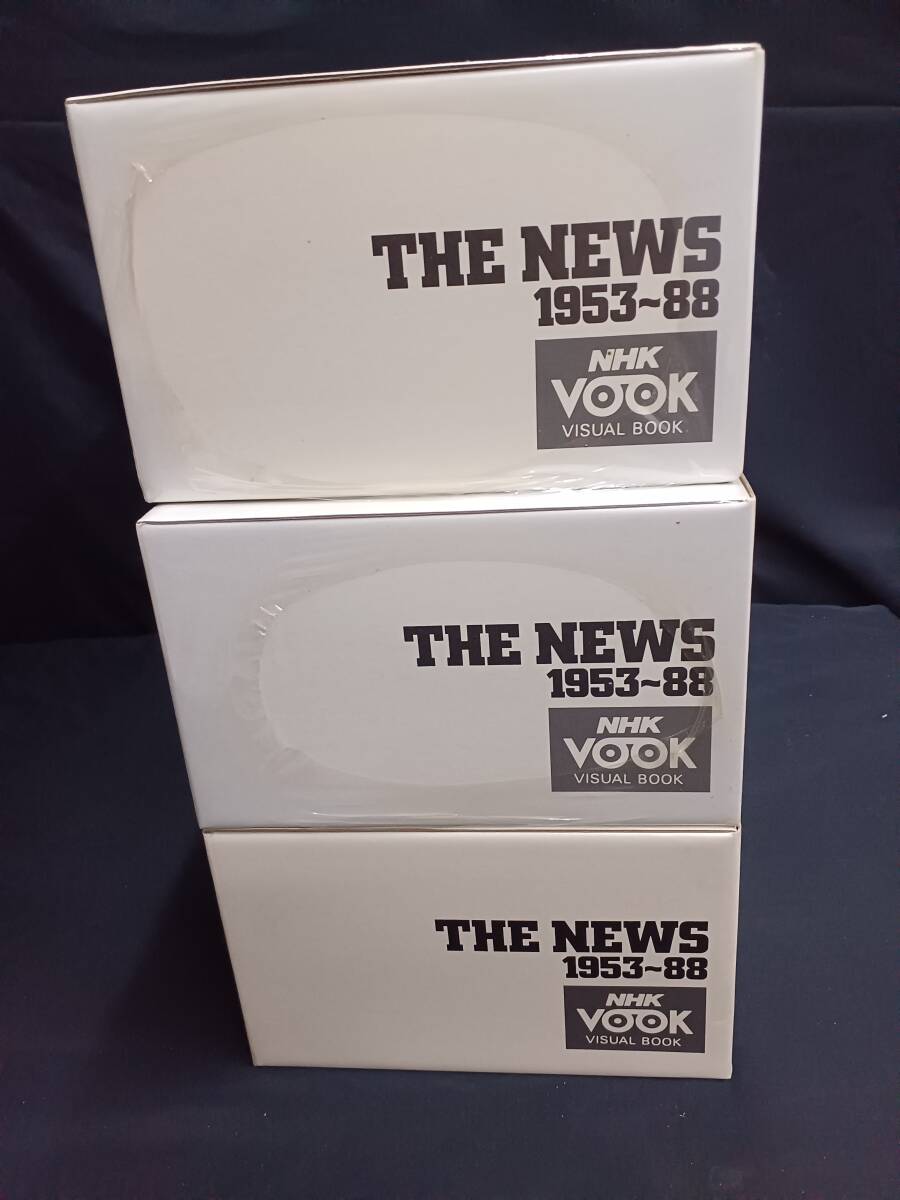 THE NEWS
1953~88
NHK
VOOK
VISUAL BOOK
THE NEWS
1953~88
NHK
VOOK
VISUAL BOOK
THE NEWS
1953~88
NHK
VOOK
VISUAL BOOK